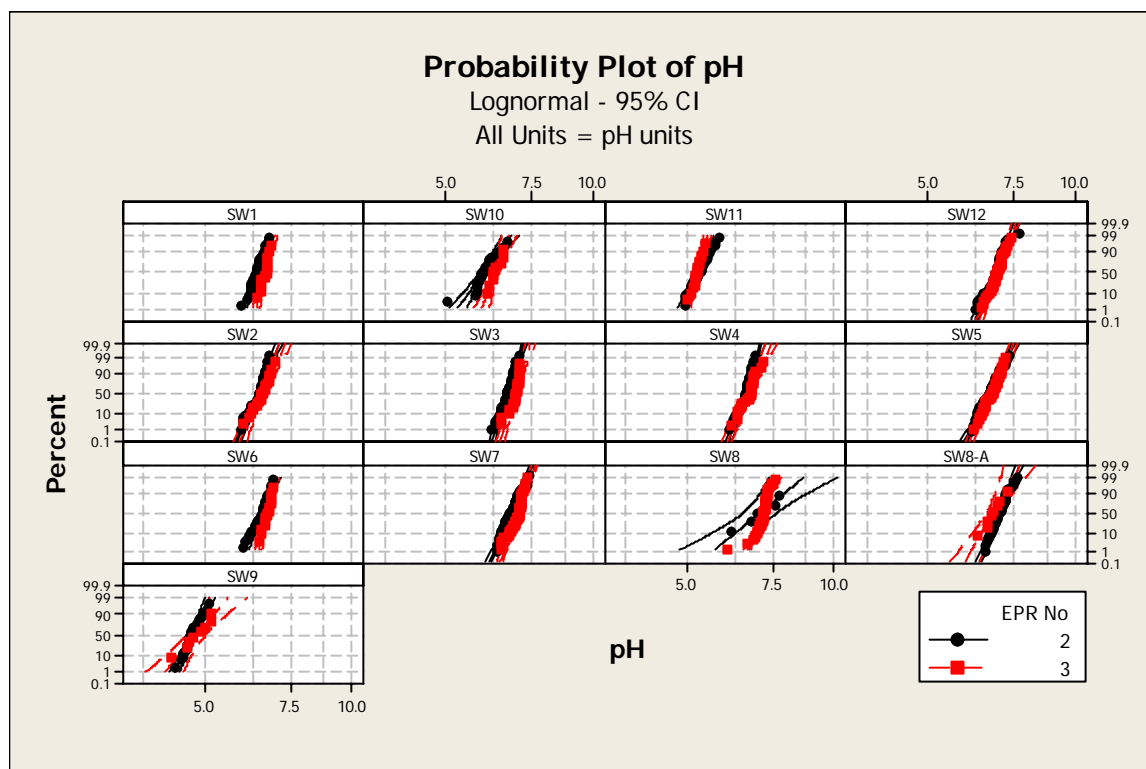 Probability Plot of pH
Lognormal - 95% CI
All Units = pH units
5.0 7.5 10.0 5.0 7.5 10.0
SW1 SW10 SW11 SW12
99.9
99
90
50
10
1
0.1
SW2 SW3 SW4 SW5
99.9
99
90
50
10
1
0.1
SW6 SW7 SW8 SW8-A
99.9
99
90
50
10
1
0.1
5.0 7.5 10.0
SW9
99.9
99
90
50
10
1
0.1
5.0 7.5 10.0
Percent
pH
EPR No
2
3